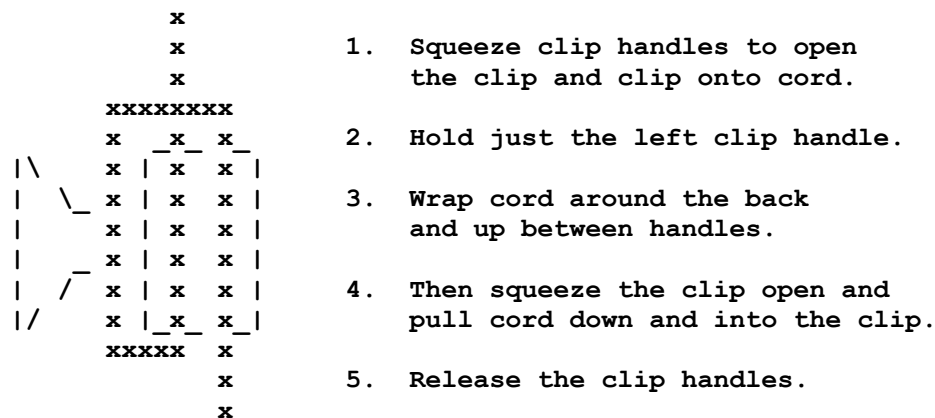 1. Squeeze clip handles to open
the clip and clip onto cord.
2. Hold just the left clip handle.
3. Wrap cord around the back
and up between handles.
4. Then squeeze the clip open and
pull cord down and into the clip.
5. Release the clip handles.